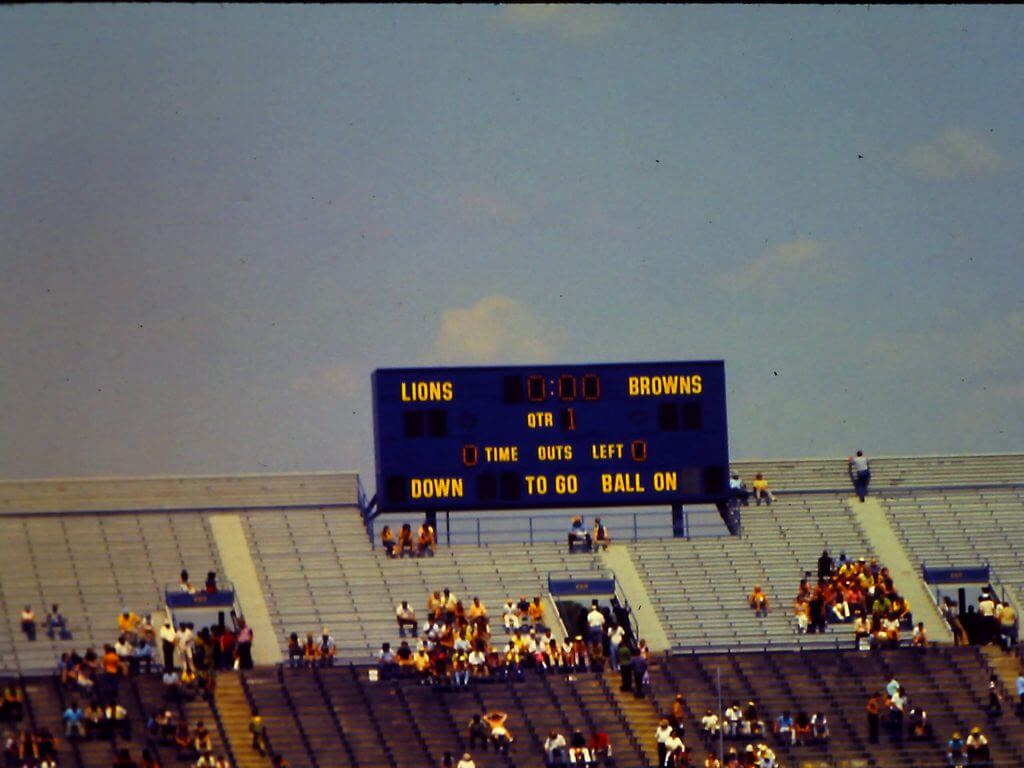 LIONS 0:00 BROWNS
QTR 1
0 TIME OUTS LEFT 0
DOWN TO GO BALL ON